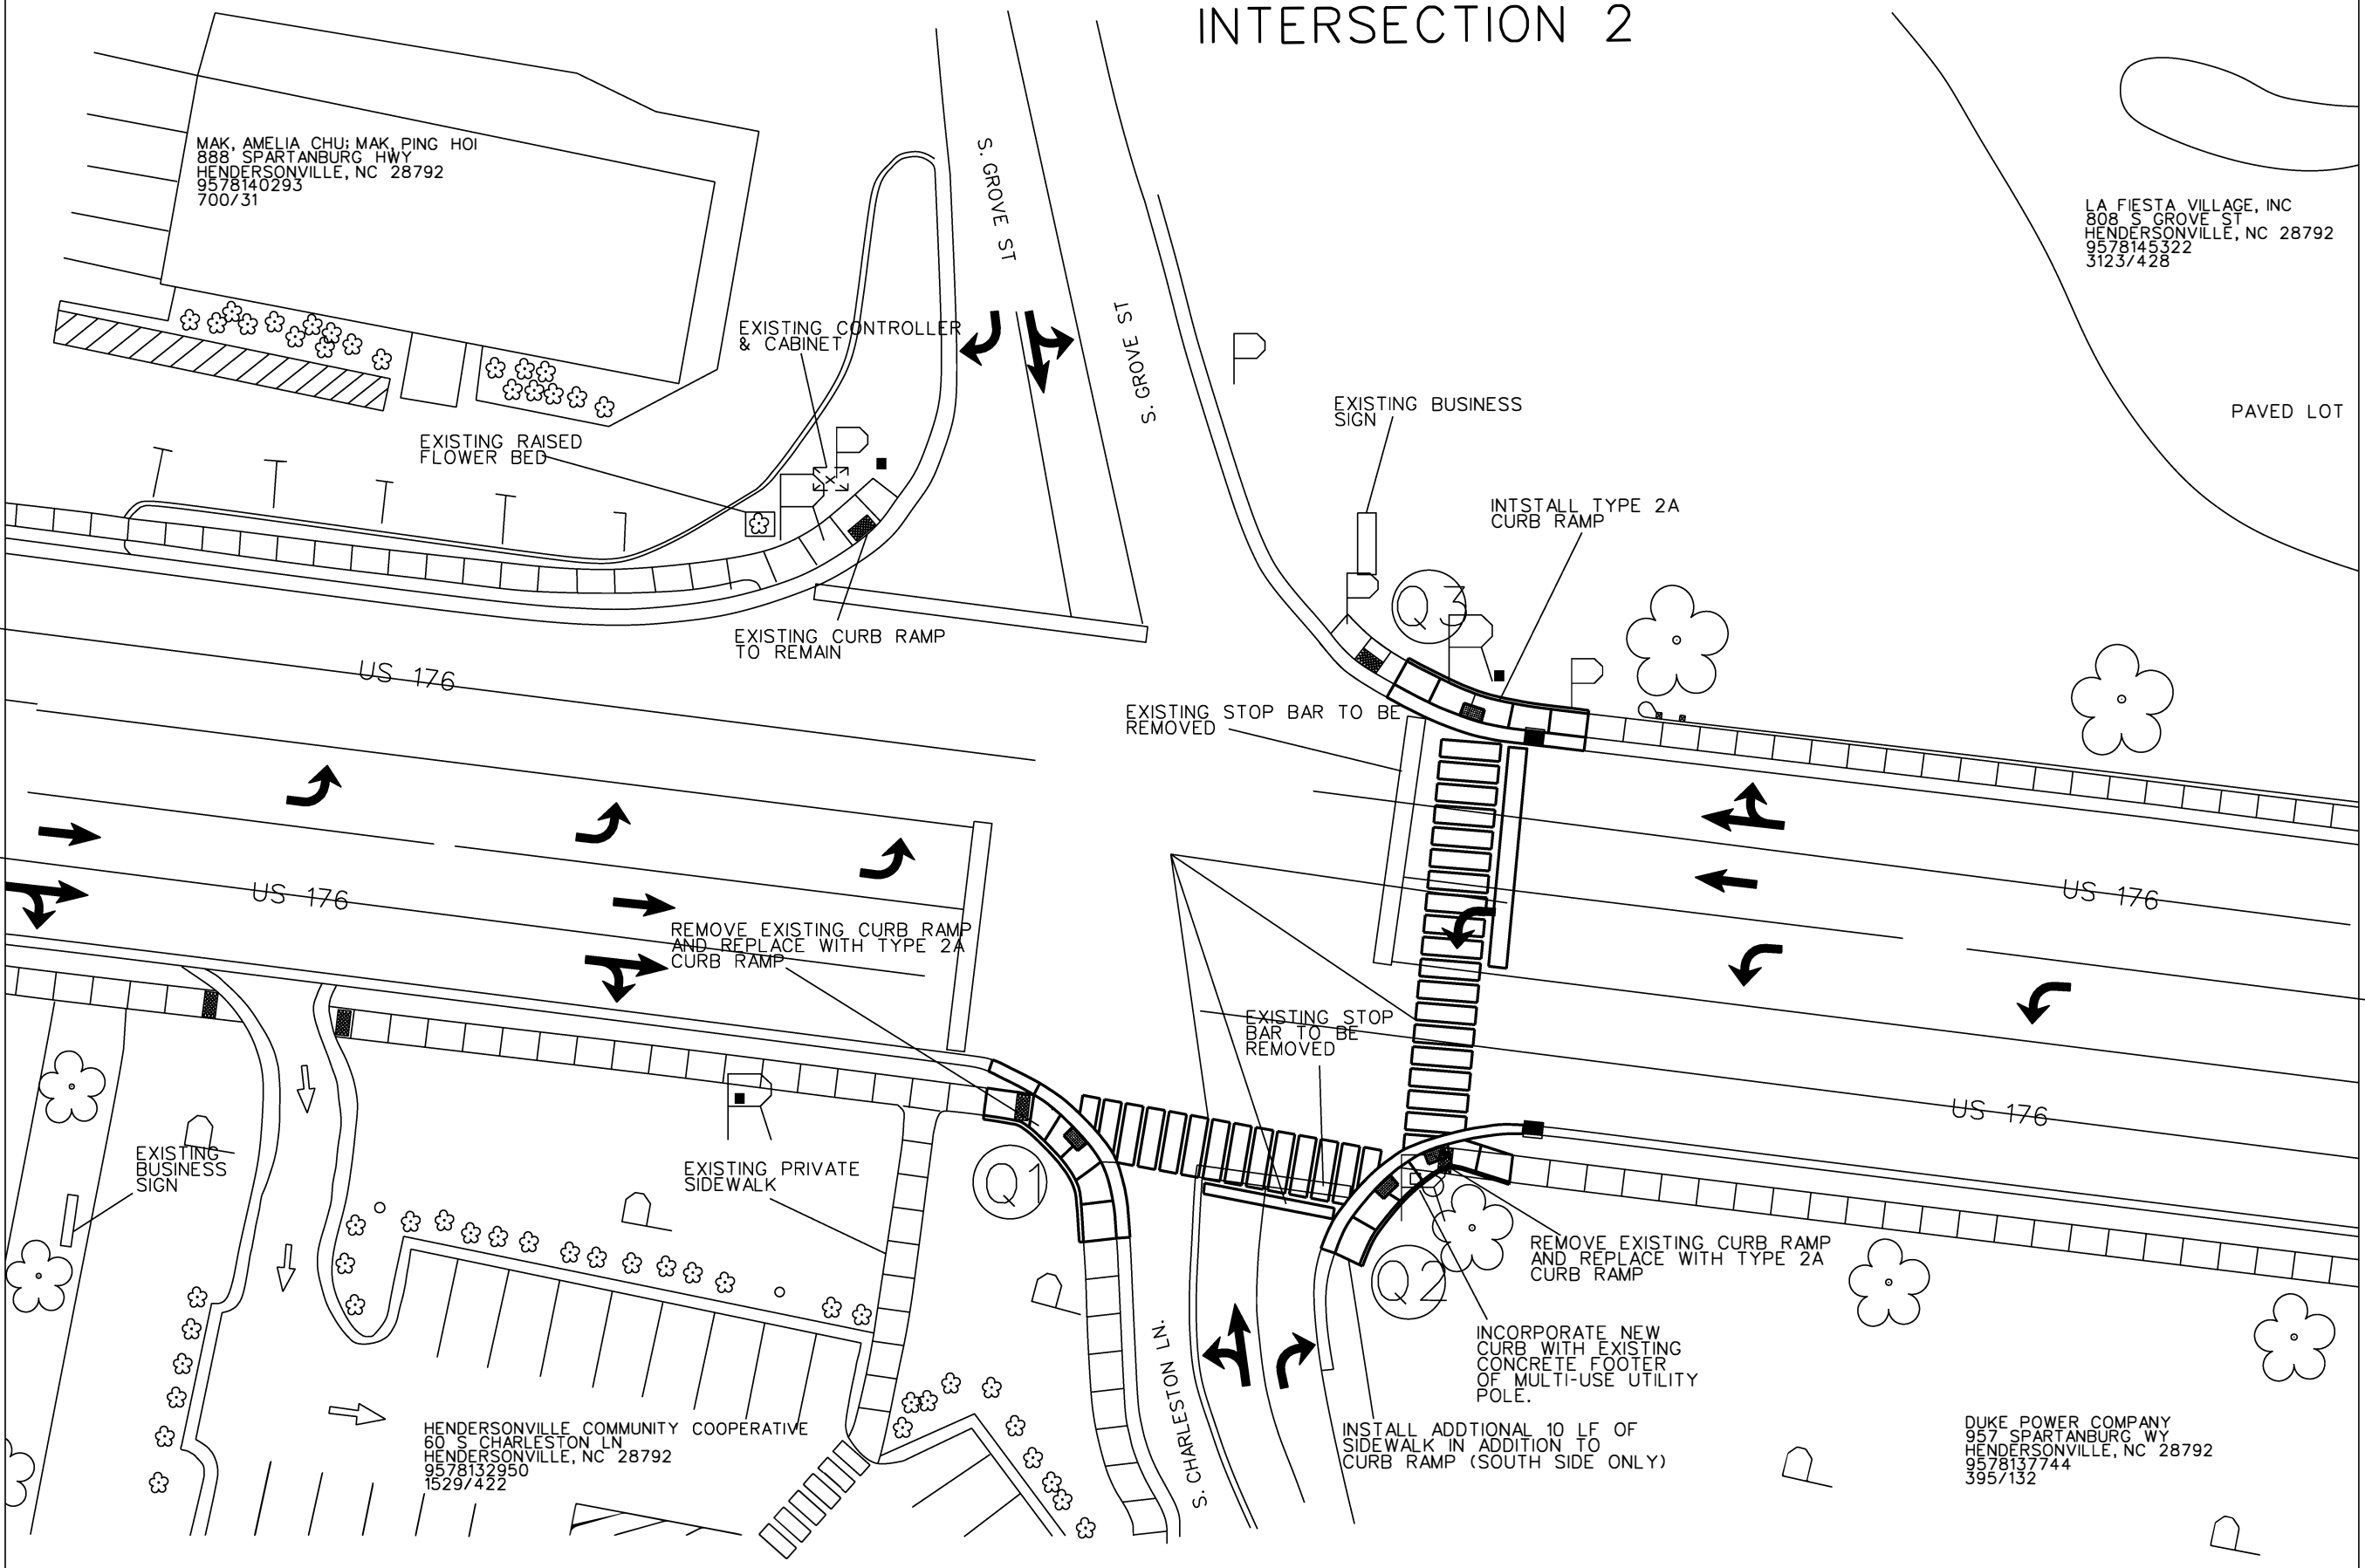 INTERSECTION 2
MAK, AMELIA CHU; MAK, PING HOI
888 SPARTANBURG HWY
HENDERSONVILLE, NC 28792
9578140293
700/31
S. GROVE ST
LA FIESTA VILLAGE, INC
808 S GROVE ST
HENDERSONVILLE, NC 28792
9578145322
3123/428
EXISTING CONTROLLER
& CABINET
S. GROVE ST
EXISTING BUSINESS
SIGN
PAVED LOT
EXISTING RAISED
FLOWER BED
INTSTALL TYPE 2A
CURB RAMP
Q3
EXISTING CURB RAMP
TO REMAIN
US 176
EXISTING STOP BAR TO BE
REMOVED
US 176
US 176
REMOVE EXISTING CURB RAMP
AND REPLACE WITH TYPE 2A
CURB RAMP
EXISTING STOP
BAR TO BE
REMOVED
US 176
EXISTING
BUSINESS
SIGN
EXISTING PRIVATE
SIDEWALK
Q1
Q2
REMOVE EXISTING CURB RAMP
AND REPLACE WITH TYPE 2A
CURB RAMP
INCORPORATE NEW
CURB WITH EXISTING
CONCRETE FOOTER
OF MULTI-USE UTILITY
POLE.
S. CHARLESTON LN.
HENDERSONVILLE COMMUNITY COOPERATIVE
60 S CHARLESTON LN
HENDERSONVILLE, NC 28792
9578132950
1529/422
INSTALL ADDTIONAL 10 LF OF
SIDEWALK IN ADDITION TO
CURB RAMP (SOUTH SIDE ONLY)
DUKE POWER COMPANY
957 SPARTANBURG WY
HENDERSONVILLE, NC 28792
9578137744
395/132